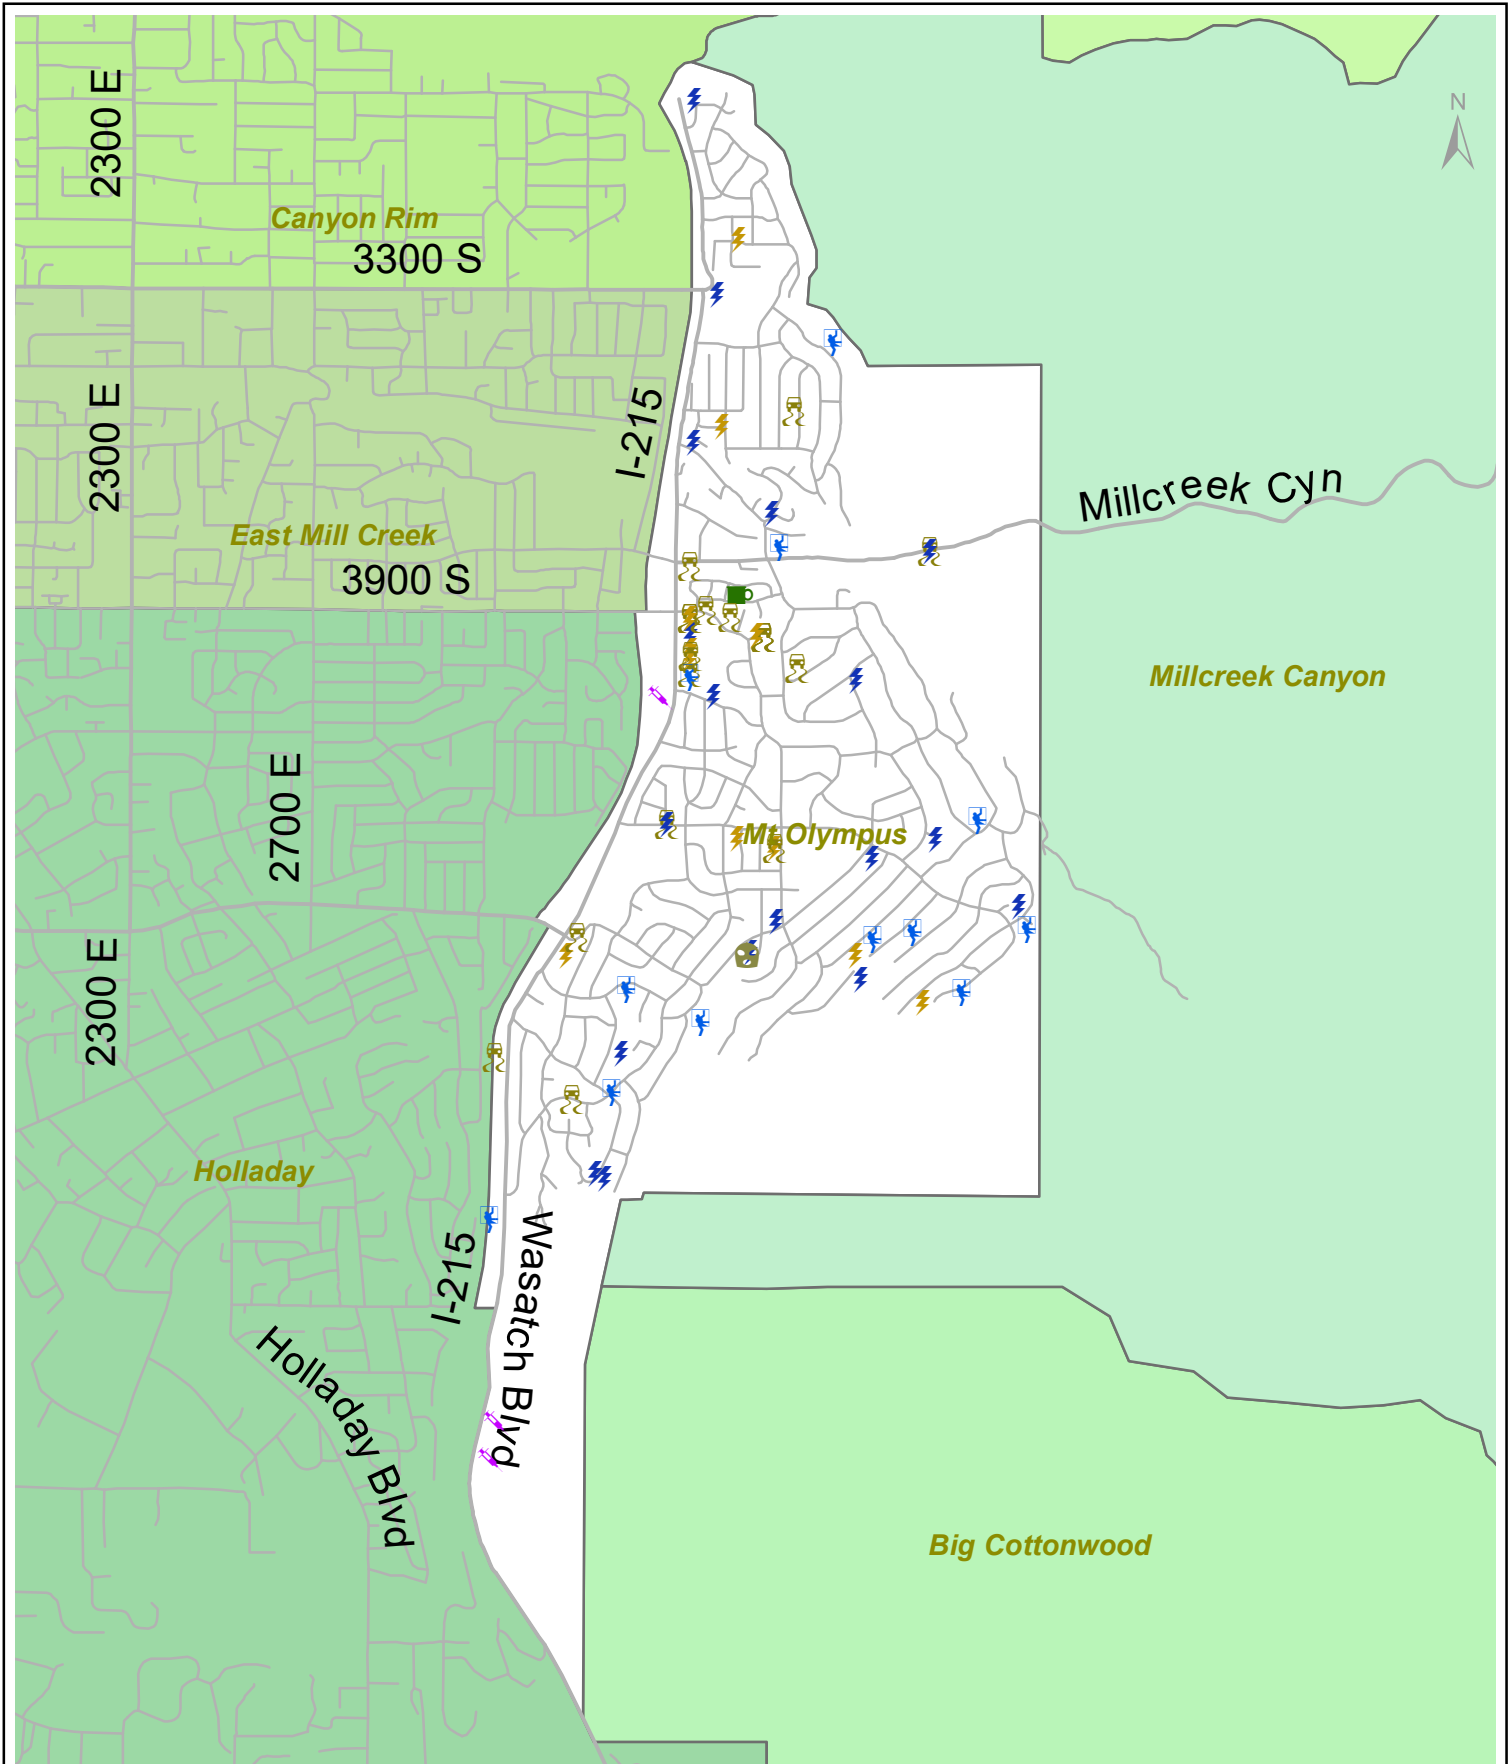 N
2300 E
Canyon Rim
3300 S
2300 E
I-215
Millcreek Cyn
East Mill Creek
3900 S
Millcreek Canyon
2700 E
Mt Olympus
2300 E
Holladay
I-215
Wasatch Blvd
Holladay Blvd
Big Cottonwood